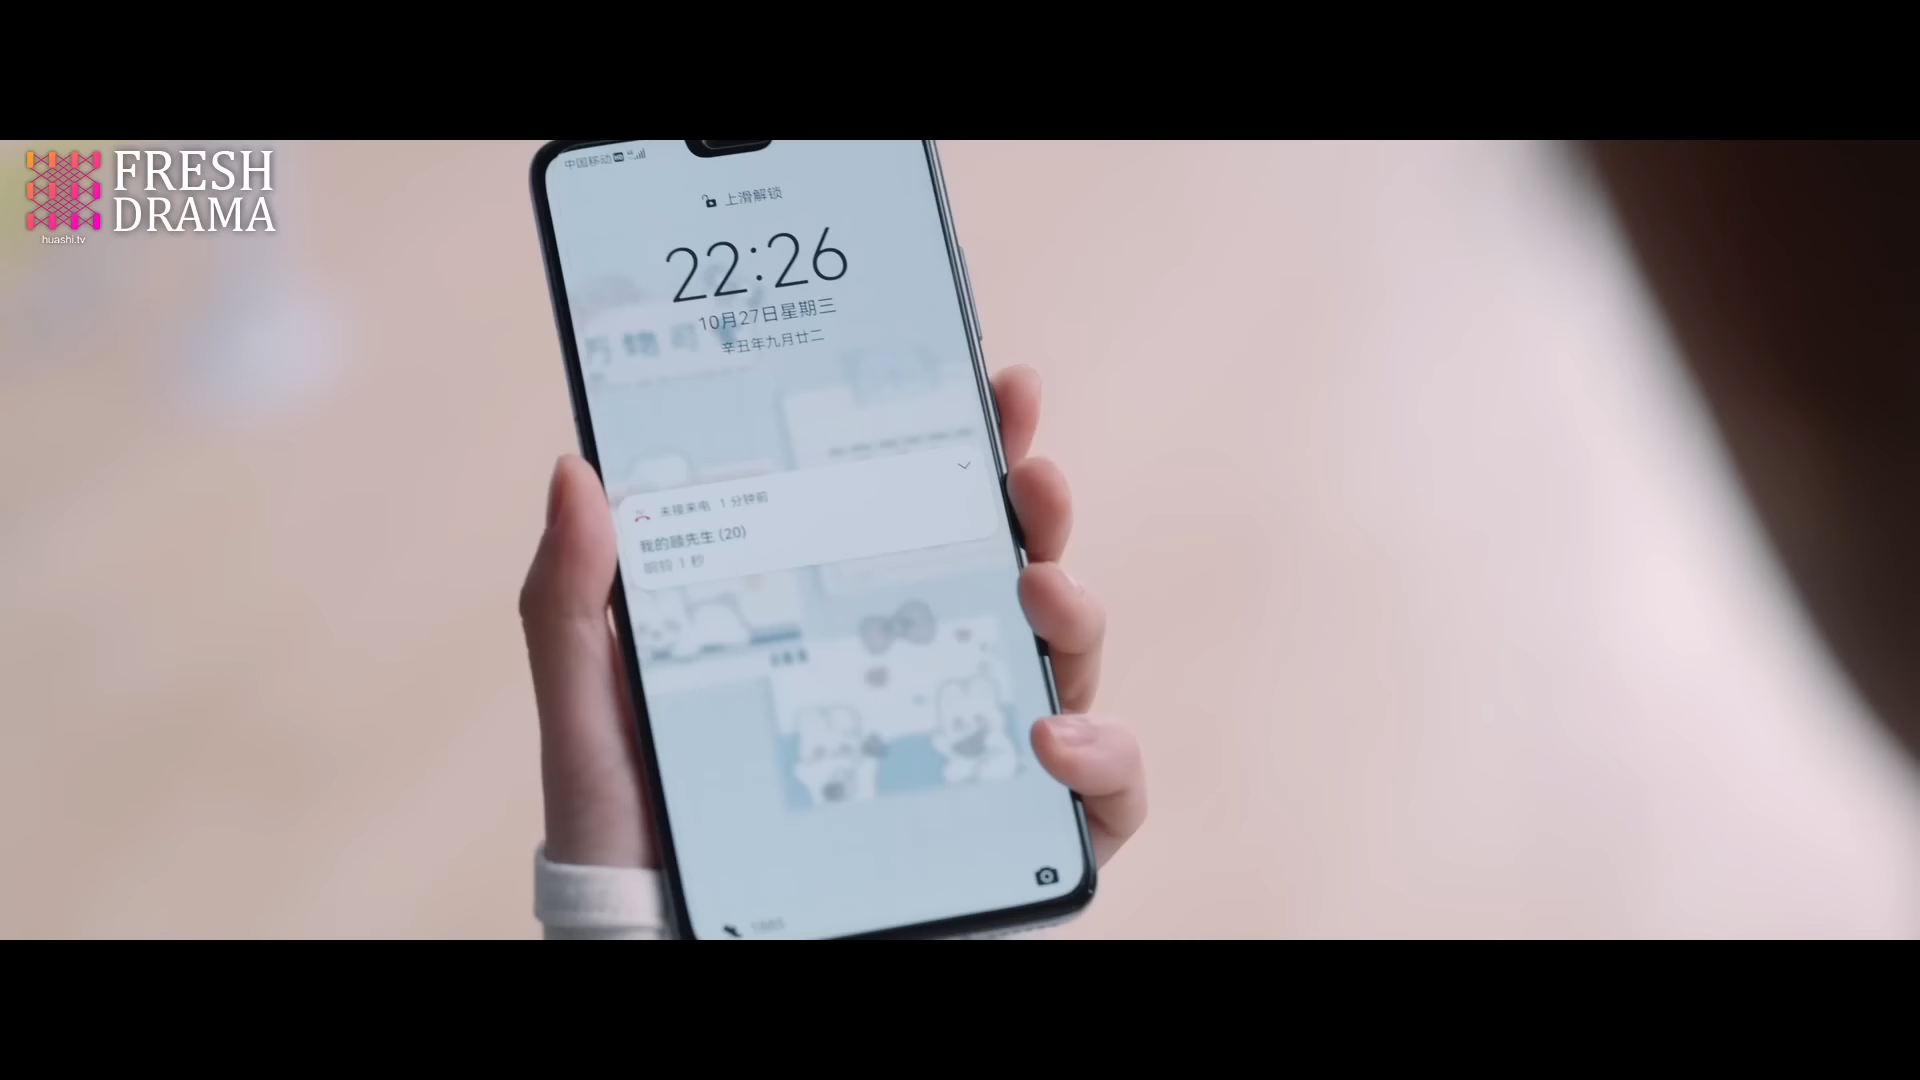 FRESH
DRAMA
huashi.tv
中国移动
上滑解锁
22:26
10月27日星期三
辛丑年九月廿二
未接来电 1 分钟前
我的顾先生 (20)
响铃 1 秒